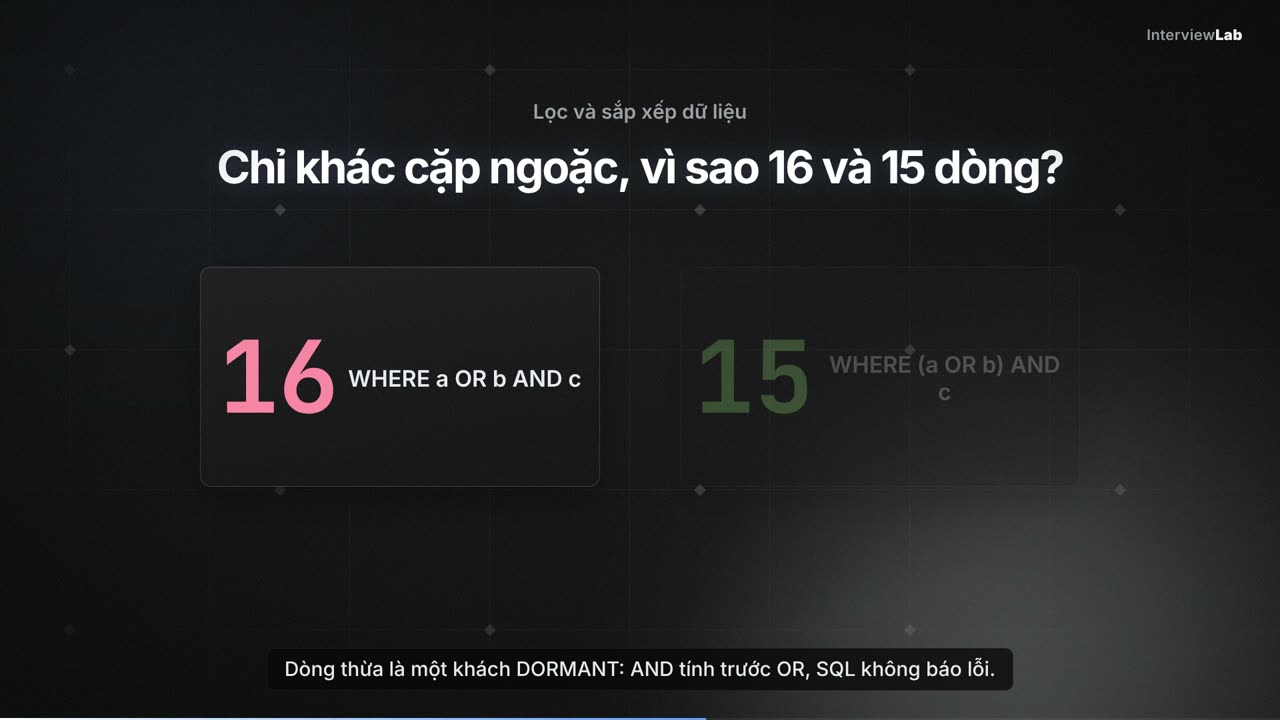 InterviewLab
Lọc và sắp xếp dữ liệu
Chỉ khác cặp ngoặc, vì sao 16 và 15 dòng?
16 WHERE a OR b AND c
15 WHERE (a OR b) AND
c
Dòng thừa là một khách DORMANT: AND tính trước OR, SQL không báo lỗi.